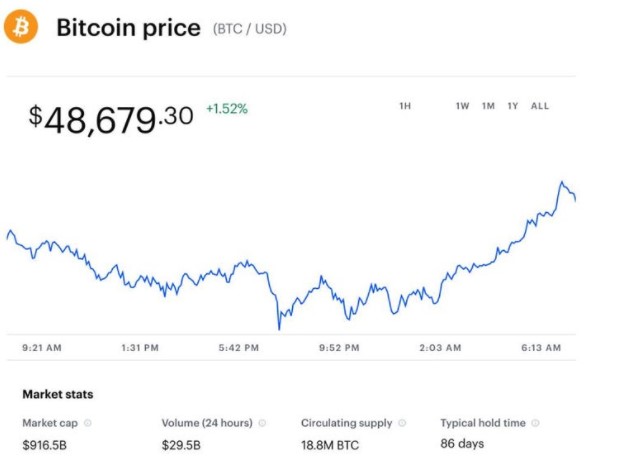 Bitcoin price (BTC / USD)
$48,679.30 +1.52%
1H 1W 1M 1Y ALL
9:21 AM 1:31 PM 5:42 PM 9:52 PM 2:03 AM 6:13 AM
Market stats
Market cap Volume (24 hours) Circulating supply Typical hold time
$916.5B $29.5B 18.8M BTC 86 days